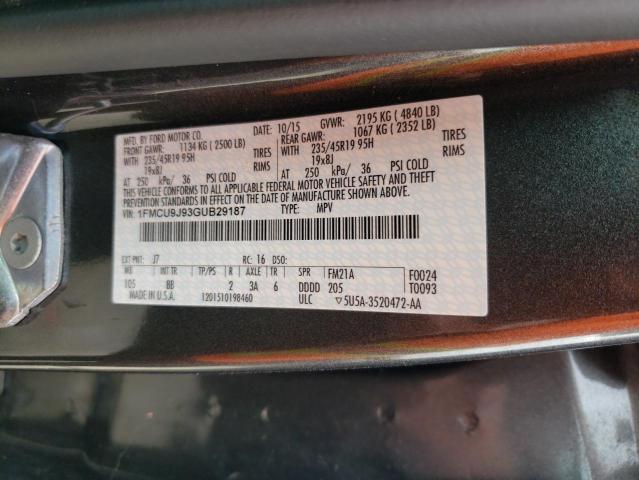 MFD. BY FORD MOTOR CO.
DATE: 10/15 GVWR: 2195 KG ( 4840 LB)
FRONT GAWR: 1134 KG ( 2500 LB)
REAR GAWR: 1067 KG ( 2352 LB)
WITH 235/45R19 95H TIRES
WITH 235/45R19 95H TIRES
19x8J RIMS
19x8J RIMS
AT 250 kPa/ 36 PSI COLD
AT 250 kPa/ 36 PSI COLD
THIS VEHICLE CONFORMS TO ALL APPLICABLE FEDERAL MOTOR VEHICLE SAFETY AND THEFT
PREVENTION STANDARDS IN EFFECT ON THE DATE OF MANUFACTURE SHOWN ABOVE.
VIN: 1FMCU9J93GUB29187 TYPE: MPV
EXT PNT: J7 RC: 16 DSO:
WB INT TR TP/PS R AXLE TR SPR FM21A F0024
105 BB 2 3A 6 DDDD 205 T0093
MADE IN U.S.A. 1201510198460 ULC ▽5U5A-3520472-AA